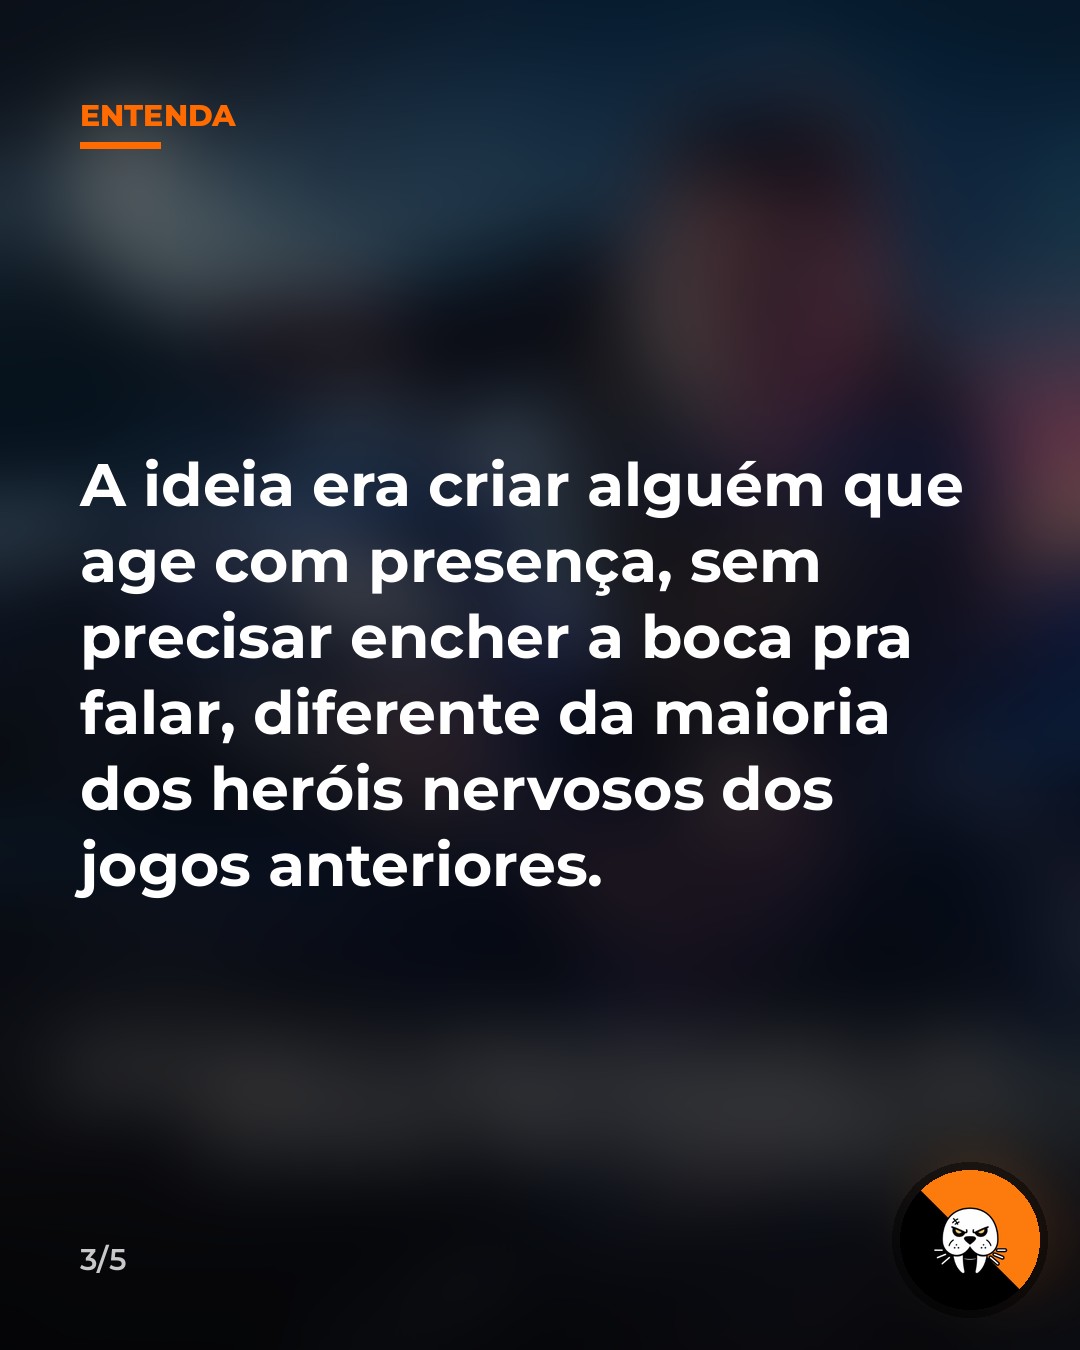 ENTENDA
A ideia era criar alguém que
age com presença, sem
precisar encher a boca pra
falar, diferente da maioria
dos heróis nervosos dos
jogos anteriores.
3/5